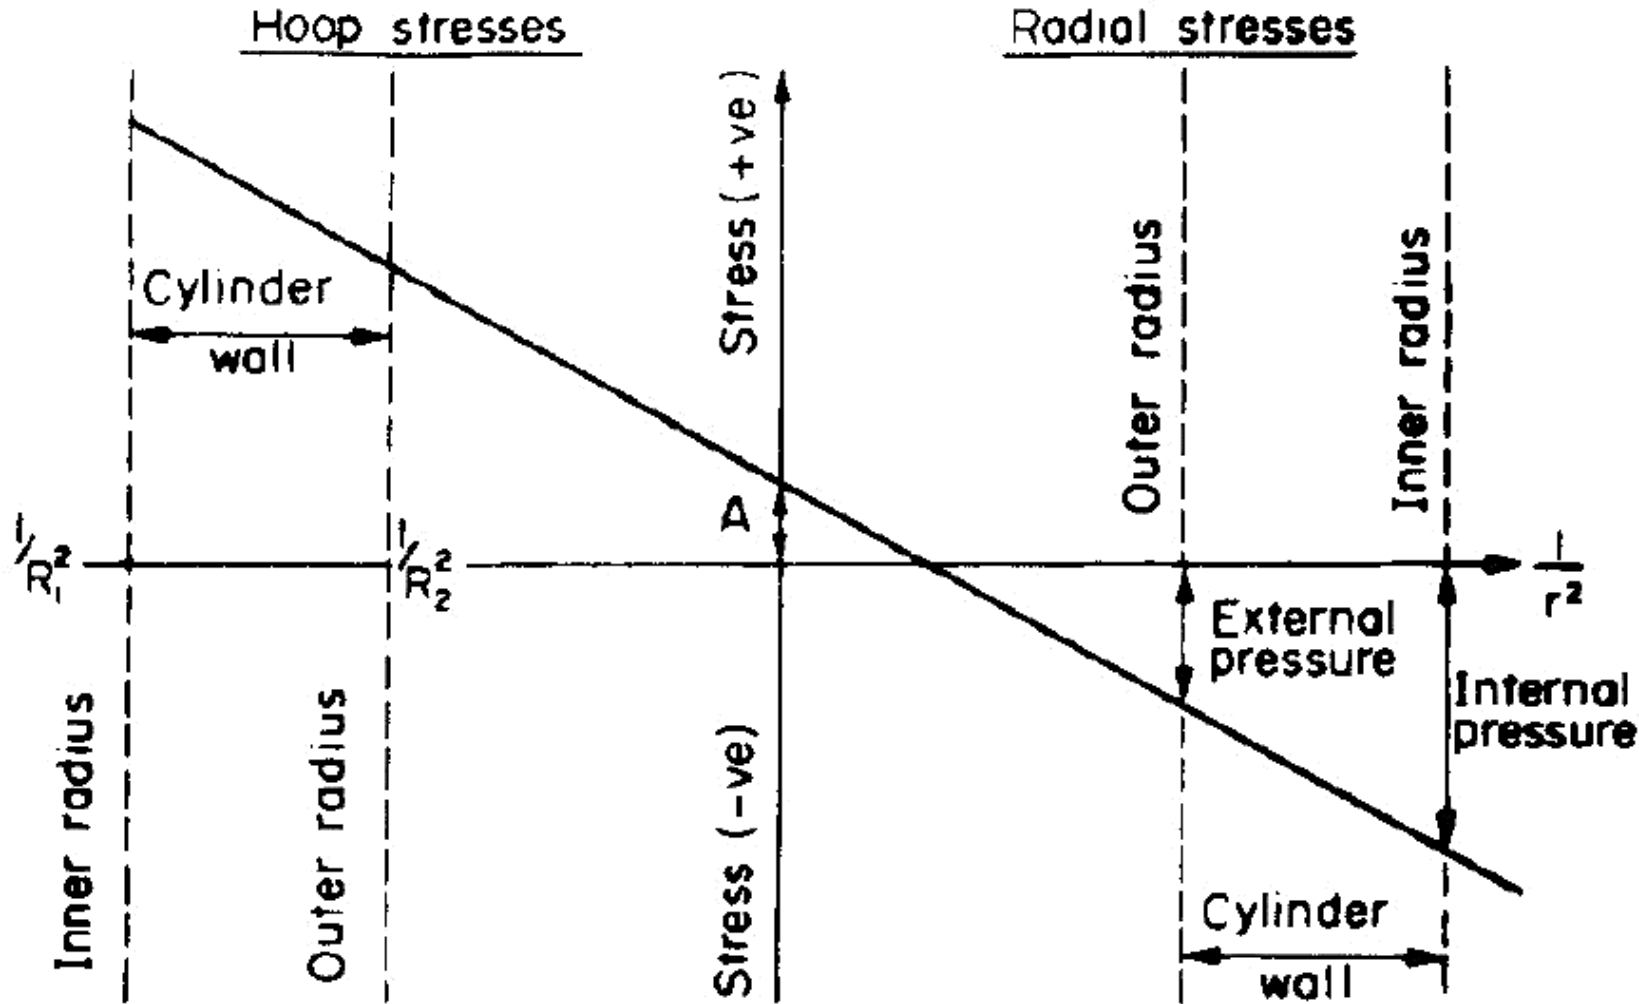 Hoop stresses
Radial stresses
Stress (+ve)
Outer radius
Inner radius
Cylinder
wall
A
1/R₁²
1/R₂²
1/r²
External
pressure
Internal
pressure
Inner radius
Outer radius
Stress (-ve)
Cylinder
wall